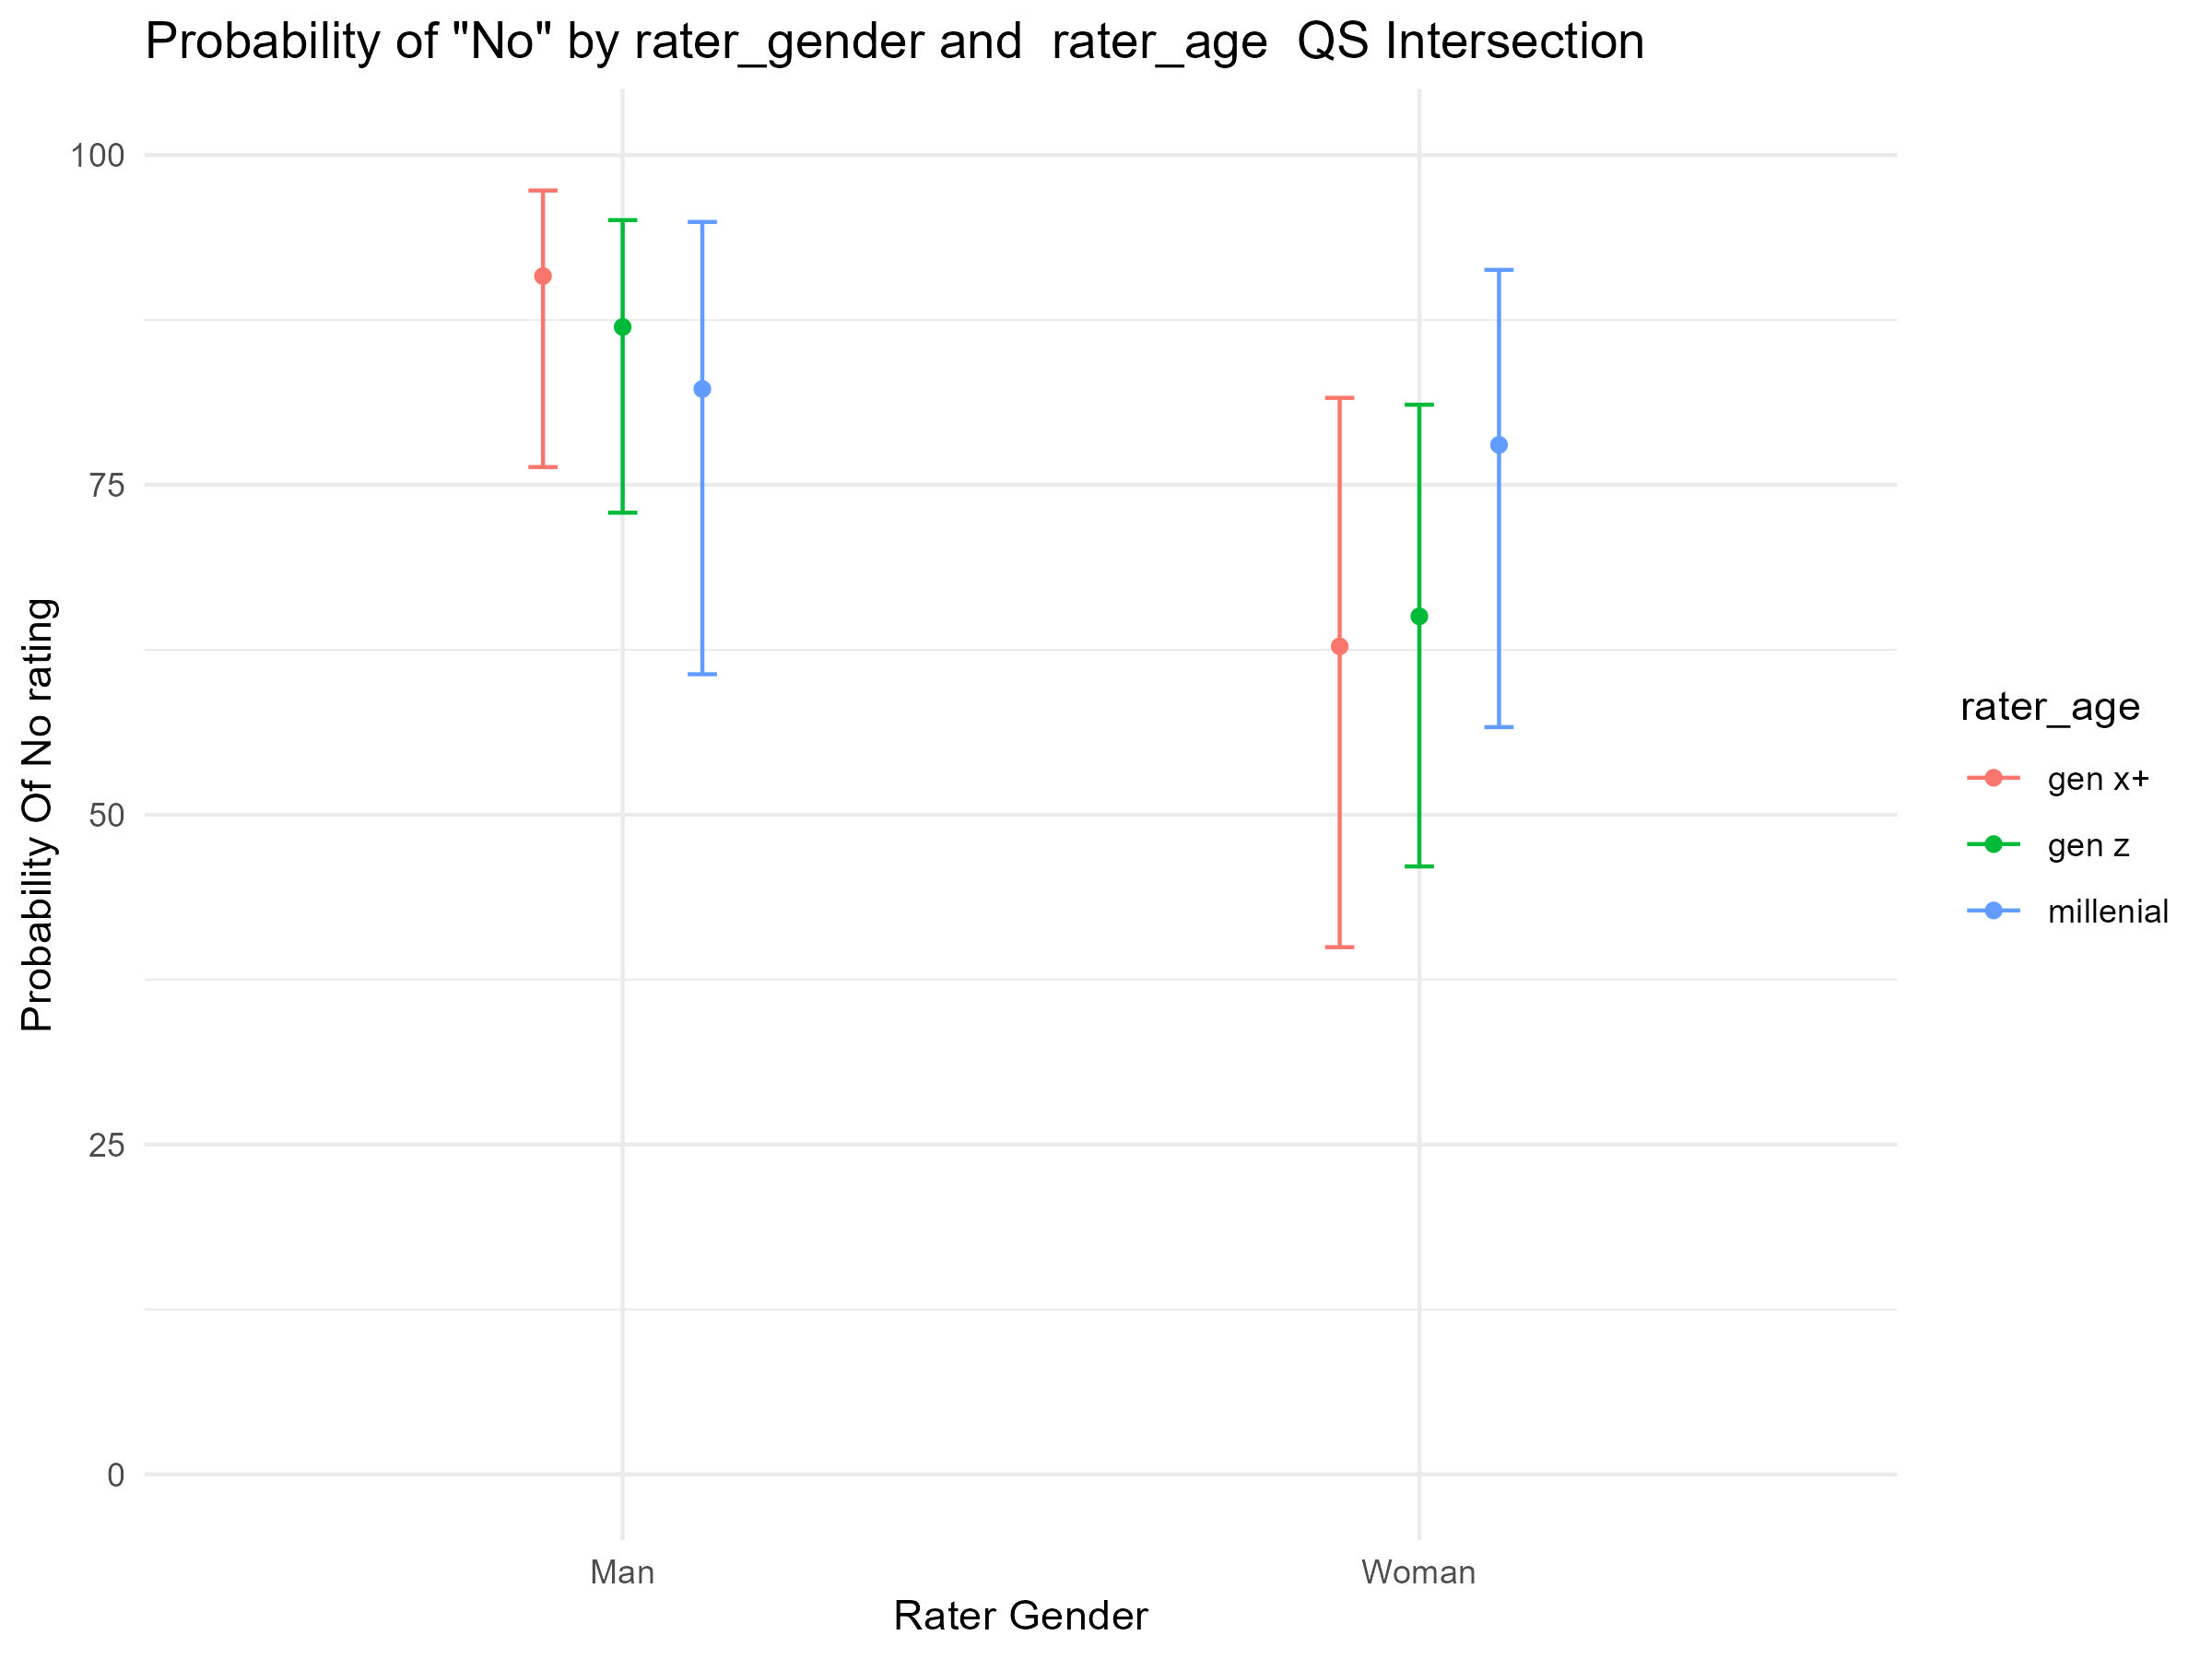 Probability of "No" by rater_gender and  rater_age  QS Intersection
100
75
50
25
0
Probability Of No rating
Man
Woman
Rater Gender
rater_age
gen x+
gen z
millenial